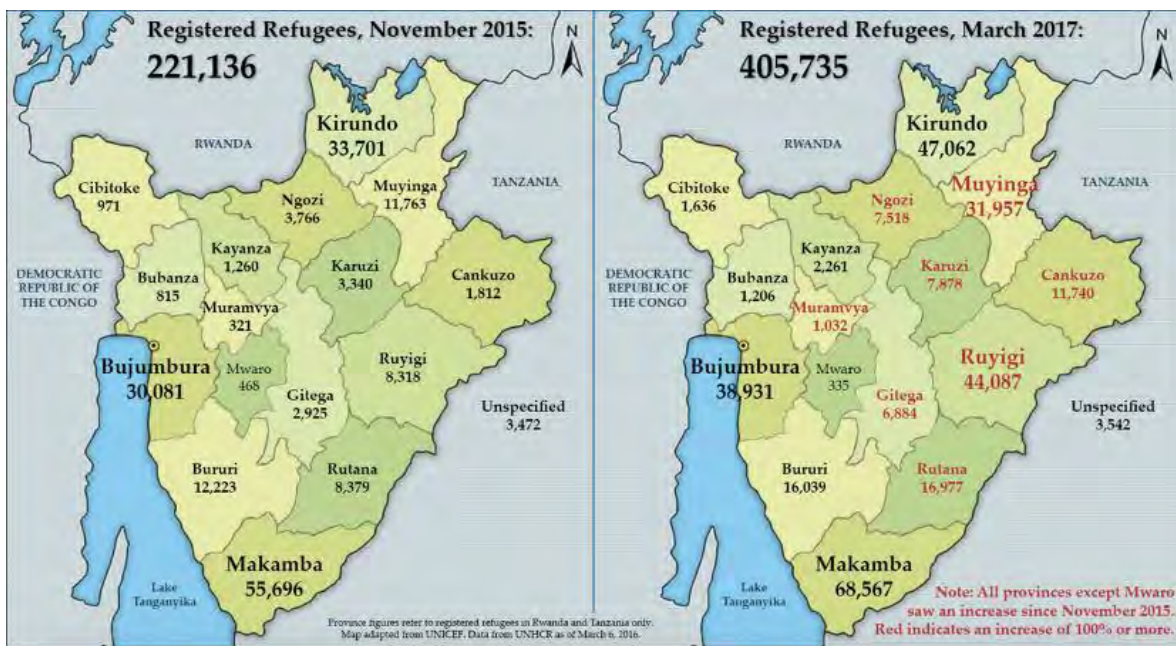 Registered Refugees, November 2015:
221,136
N
RWANDA
Kirundo
33,701
TANZANIA
Cibitoke
971
Ngozi
3,766
Muyinga
11,763
Kayanza
1,260
DEMOCRATIC
REPUBLIC OF
THE CONGO
Bubanza
815
Karuzi
3,340
Cankuzo
1,812
Muramvya
321
Bujumbura
30,081
Mwaro
468
Ruyigi
8,318
Gitega
2,925
Unspecified
3,472
Bururi
12,223
Rutana
8,379
Makamba
55,696
Lake
Tanganyika
Province figures refer to registered refugees in Rwanda and Tanzania only.
Map adapted from UNICEF. Data from UNHCR as of March 6, 2016.
Registered Refugees, March 2017:
405,735
N
RWANDA
Kirundo
47,062
TANZANIA
Cibitoke
1,636
Ngozi
7,518
Muyinga
31,957
Kayanza
2,261
DEMOCRATIC
REPUBLIC OF
THE CONGO
Bubanza
1,206
Karuzi
7,878
Cankuzo
11,740
Muramvya
1,032
Bujumbura
38,931
Mwaro
335
Ruyigi
44,087
Gitega
6,884
Unspecified
3,542
Bururi
16,039
Rutana
16,977
Makamba
68,567
Lake
Tanganyika
Note: All provinces except Mwaro
saw an increase since November 2015.
Red indicates an increase of 100% or more.